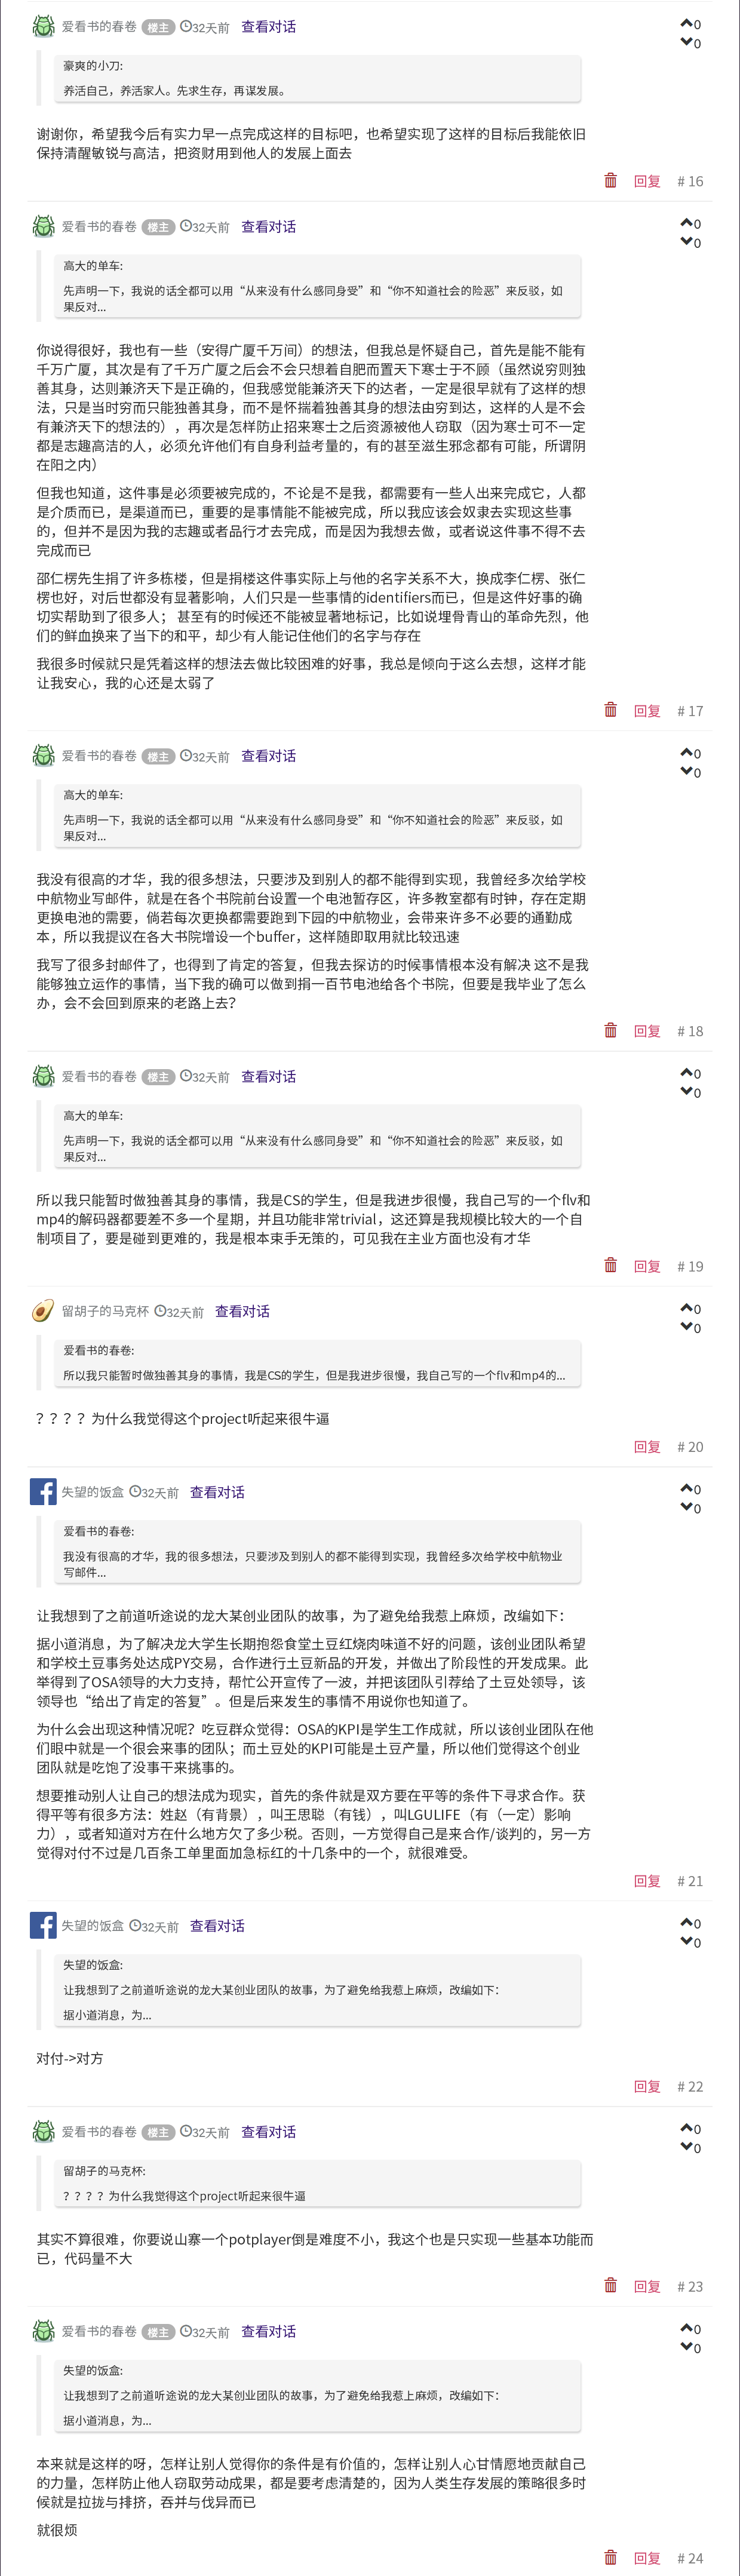 爱看书的春卷 楼主 32天前 查看对话
0
0
豪爽的小刀:
养活自己，养活家人。先求生存，再谋发展。
谢谢你，希望我今后有实力早一点完成这样的目标吧，也希望实现了这样的目标后我能依旧
保持清醒敏锐与高洁，把资财用到他人的发展上面去
回复 # 16
爱看书的春卷 楼主 32天前 查看对话
0
0
高大的单车:
先声明一下，我说的话全都可以用“从来没有什么感同身受”和“你不知道社会的险恶”来反驳，如
果反对...
你说得很好，我也有一些（安得广厦千万间）的想法，但我总是怀疑自己，首先是能不能有
千万广厦，其次是有了千万广厦之后会不会只想着自肥而置天下寒士于不顾（虽然说穷则独
善其身，达则兼济天下是正确的，但我感觉能兼济天下的达者，一定是很早就有了这样的想
法，只是当时穷而只能独善其身，而不是怀揣着独善其身的想法由穷到达，这样的人是不会
有兼济天下的想法的），再次是怎样防止招来寒士之后资源被他人窃取（因为寒士可不一定
都是志趣高洁的人，必须允许他们有自身利益考量的，有的甚至滋生邪念都有可能，所谓阴
在阳之内）
但我也知道，这件事是必须要被完成的，不论是不是我，都需要有一些人出来完成它，人都
是介质而已，是渠道而已，重要的是事情能不能被完成，所以我应该会奴隶去实现这些事
的，但并不是因为我的志趣或者品行才去完成，而是因为我想去做，或者说这件事不得不去
完成而已
邵仁楞先生捐了许多栋楼，但是捐楼这件事实际上与他的名字关系不大，换成李仁楞、张仁
楞也好，对后世都没有显著影响，人们只是一些事情的identifiers而已，但是这件好事的确
切实帮助到了很多人； 甚至有的时候还不能被显著地标记，比如说埋骨青山的革命先烈，他
们的鲜血换来了当下的和平，却少有人能记住他们的名字与存在
我很多时候就只是凭着这样的想法去做比较困难的好事，我总是倾向于这么去想，这样才能
让我安心，我的心还是太弱了
回复 # 17
爱看书的春卷 楼主 32天前 查看对话
0
0
高大的单车:
先声明一下，我说的话全都可以用“从来没有什么感同身受”和“你不知道社会的险恶”来反驳，如
果反对...
我没有很高的才华，我的很多想法，只要涉及到别人的都不能得到实现，我曾经多次给学校
中航物业写邮件，就是在各个书院前台设置一个电池暂存区，许多教室都有时钟，存在定期
更换电池的需要，倘若每次更换都需要跑到下园的中航物业，会带来许多不必要的通勤成
本，所以我提议在各大书院增设一个buffer，这样随即取用就比较迅速
我写了很多封邮件了，也得到了肯定的答复，但我去探访的时候事情根本没有解决 这不是我
能够独立运作的事情，当下我的确可以做到捐一百节电池给各个书院，但要是我毕业了怎么
办，会不会回到原来的老路上去？
回复 # 18
爱看书的春卷 楼主 32天前 查看对话
0
0
高大的单车:
先声明一下，我说的话全都可以用“从来没有什么感同身受”和“你不知道社会的险恶”来反驳，如
果反对...
所以我只能暂时做独善其身的事情，我是CS的学生，但是我进步很慢，我自己写的一个flv和
mp4的解码器都要差不多一个星期，并且功能非常trivial，这还算是我规模比较大的一个自
制项目了，要是碰到更难的，我是根本束手无策的，可见我在主业方面也没有才华
回复 # 19
留胡子的马克杯 32天前 查看对话
0
0
爱看书的春卷:
所以我只能暂时做独善其身的事情，我是CS的学生，但是我进步很慢，我自己写的一个flv和mp4的...
？？？？为什么我觉得这个project听起来很牛逼
回复 # 20
失望的饭盒 32天前 查看对话
0
0
爱看书的春卷:
我没有很高的才华，我的很多想法，只要涉及到别人的都不能得到实现，我曾经多次给学校中航物业
写邮件...
让我想到了之前道听途说的龙大某创业团队的故事，为了避免给我惹上麻烦，改编如下：
据小道消息，为了解决龙大学生长期抱怨食堂土豆红烧肉味道不好的问题，该创业团队希望
和学校土豆事务处达成PY交易，合作进行土豆新品的开发，并做出了阶段性的开发成果。此
举得到了OSA领导的大力支持，帮忙公开宣传了一波，并把该团队引荐给了土豆处领导，该
领导也“给出了肯定的答复”。但是后来发生的事情不用说你也知道了。
为什么会出现这种情况呢？吃豆群众觉得：OSA的KPI是学生工作成就，所以该创业团队在他
们眼中就是一个很会来事的团队；而土豆处的KPI可能是土豆产量，所以他们觉得这个创业
团队就是吃饱了没事干来挑事的。
想要推动别人让自己的想法成为现实，首先的条件就是双方要在平等的条件下寻求合作。获
得平等有很多方法：姓赵（有背景），叫王思聪（有钱），叫LGULIFE（有（一定）影响
力），或者知道对方在什么地方欠了多少税。否则，一方觉得自己是来合作/谈判的，另一方
觉得对付不过是几百条工单里面加急标红的十几条中的一个，就很难受。
回复 # 21
失望的饭盒 32天前 查看对话
0
0
失望的饭盒:
让我想到了之前道听途说的龙大某创业团队的故事，为了避免给我惹上麻烦，改编如下：
据小道消息，为...
对付->对方
回复 # 22
爱看书的春卷 楼主 32天前 查看对话
0
0
留胡子的马克杯:
？？？？为什么我觉得这个project听起来很牛逼
其实不算很难，你要说山寨一个potplayer倒是难度不小，我这个也是只实现一些基本功能而
已，代码量不大
回复 # 23
爱看书的春卷 楼主 32天前 查看对话
0
0
失望的饭盒:
让我想到了之前道听途说的龙大某创业团队的故事，为了避免给我惹上麻烦，改编如下：
据小道消息，为...
本来就是这样的呀，怎样让别人觉得你的条件是有价值的，怎样让别人心甘情愿地贡献自己
的力量，怎样防止他人窃取劳动成果，都是要考虑清楚的，因为人类生存发展的策略很多时
候就是拉拢与排挤，吞并与伐异而已
就很烦
回复 # 24